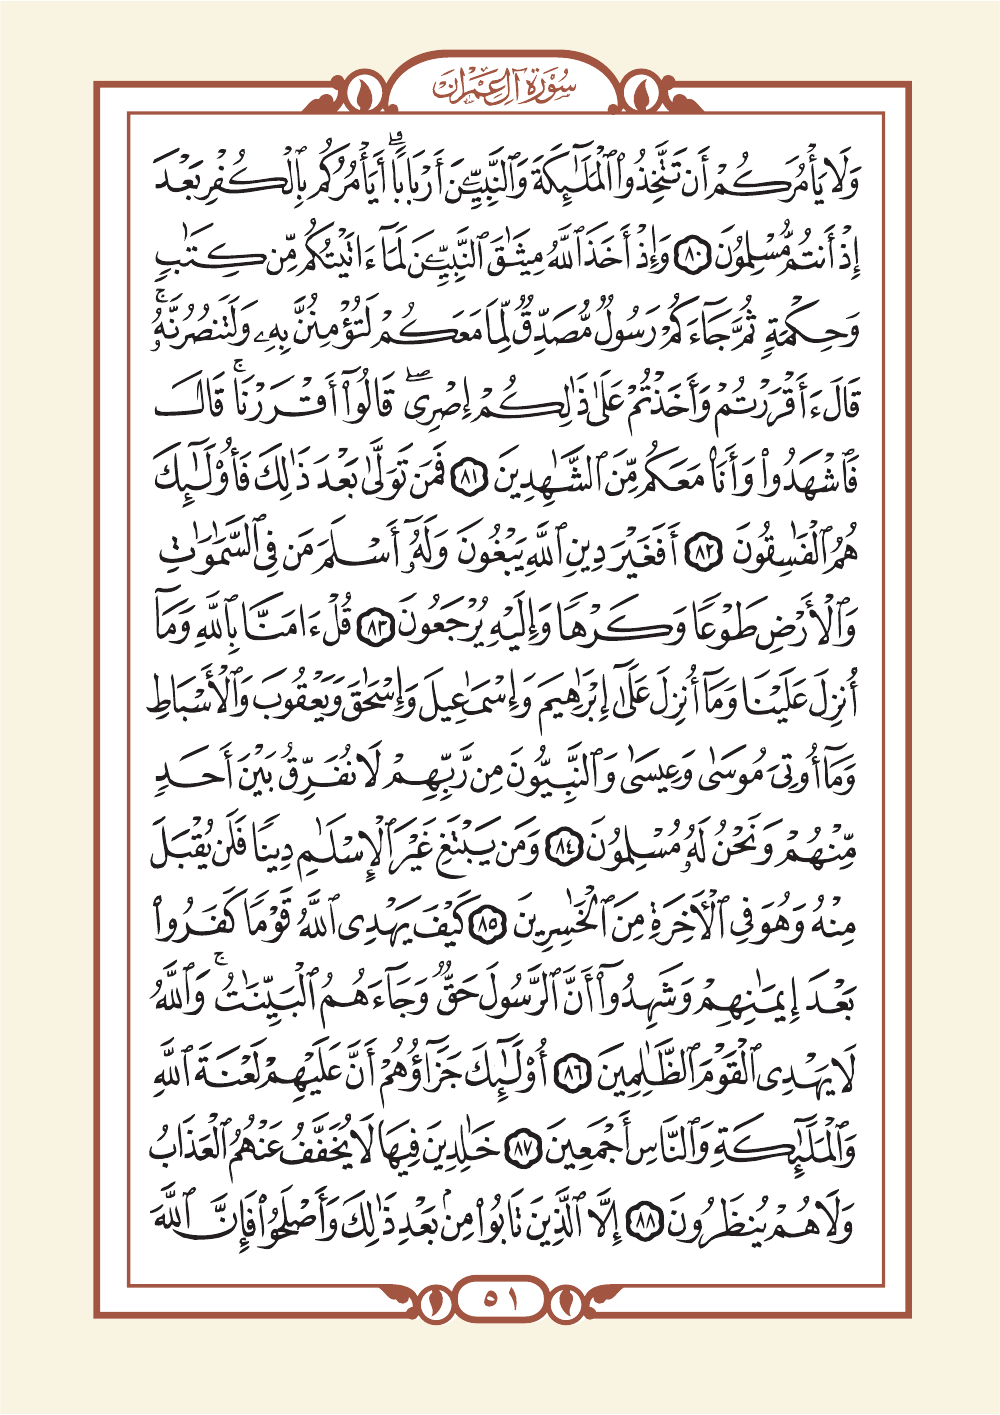 سُورَةُ آلِ عِمْرَانَ
وَلَا يَأْمُرَكُمْ أَن تَتَّخِذُوا۟ ٱلْمَلَـٰٓئِكَةَ وَٱلنَّبِيِّـۧنَ أَرْبَابًا ۗ أَيَأْمُرُكُم بِٱلْكُفْرِ بَعْدَ
إِذْ أَنتُم مُّسْلِمُونَ ٨٠ وَإِذْ أَخَذَ ٱللَّهُ مِيثَـٰقَ ٱلنَّبِيِّـۧنَ لَمَآ ءَاتَيْتُكُم مِّن كِتَـٰبٍ
وَحِكْمَةٍ ثُمَّ جَآءَكُمْ رَسُولٌ مُّصَدِّقٌ لِّمَا مَعَكُمْ لَتُؤْمِنُنَّ بِهِۦ وَلَتَنصُرُنَّهُۥ ۚ
قَالَ ءَأَقْرَرْتُمْ وَأَخَذْتُمْ عَلَىٰ ذَٰلِكُمْ إِصْرِى ۖ قَالُوٓا۟ أَقْرَرْنَا ۚ قَالَ
فَٱشْهَدُوا۟ وَأَنَا۠ مَعَكُم مِّنَ ٱلشَّـٰهِدِينَ ٨١ فَمَن تَوَلَّىٰ بَعْدَ ذَٰلِكَ فَأُو۟لَـٰٓئِكَ
هُمُ ٱلْفَـٰسِقُونَ ٨٢ أَفَغَيْرَ دِينِ ٱللَّهِ يَبْغُونَ وَلَهُۥٓ أَسْلَمَ مَن فِى ٱلسَّمَـٰوَٰتِ
وَٱلْأَرْضِ طَوْعًا وَكَرْهًا وَإِلَيْهِ يُرْجَعُونَ ٨٣ قُلْ ءَامَنَّا بِٱللَّهِ وَمَآ
أُنزِلَ عَلَيْنَا وَمَآ أُنزِلَ عَلَىٰٓ إِبْرَٰهِيمَ وَإِسْمَـٰعِيلَ وَإِسْحَـٰقَ وَيَعْقُوبَ وَٱلْأَسْبَاطِ
وَمَآ أُوتِىَ مُوسَىٰ وَعِيسَىٰ وَٱلنَّبِيُّونَ مِن رَّبِّهِمْ لَا نُفَرِّقُ بَيْنَ أَحَدٍ
مِّنْهُمْ وَنَحْنُ لَهُۥ مُسْلِمُونَ ٨٤ وَمَن يَبْتَغِ غَيْرَ ٱلْإِسْلَـٰمِ دِينًا فَلَن يُقْبَلَ
مِنْهُ وَهُوَ فِى ٱلْـَٔاخِرَةِ مِنَ ٱلْخَـٰسِرِينَ ٨٥ كَيْفَ يَهْدِى ٱللَّهُ قَوْمًا كَفَرُوا۟
بَعْدَ إِيمَـٰنِهِمْ وَشَهِدُوٓا۟ أَنَّ ٱلرَّسُولَ حَقٌّ وَجَآءَهُمُ ٱلْبَيِّنَـٰتُ ۚ وَٱللَّهُ
لَا يَهْدِى ٱلْقَوْمَ ٱلظَّـٰلِمِينَ ٨٦ أُو۟لَـٰٓئِكَ جَزَآؤُهُمْ أَنَّ عَلَيْهِمْ لَعْنَةَ ٱللَّهِ
وَٱلْمَلَـٰٓئِكَةِ وَٱلنَّاسِ أَجْمَعِينَ ٨٧ خَـٰلِدِينَ فِيهَا لَا يُخَفَّفُ عَنْهُمُ ٱلْعَذَابُ
وَلَا هُمْ يُنظَرُونَ ٨٨ إِلَّا ٱلَّذِينَ تَابُوا۟ مِنۢ بَعْدِ ذَٰلِكَ وَأَصْلَحُوا۟ فَإِنَّ ٱللَّهَ
٥١